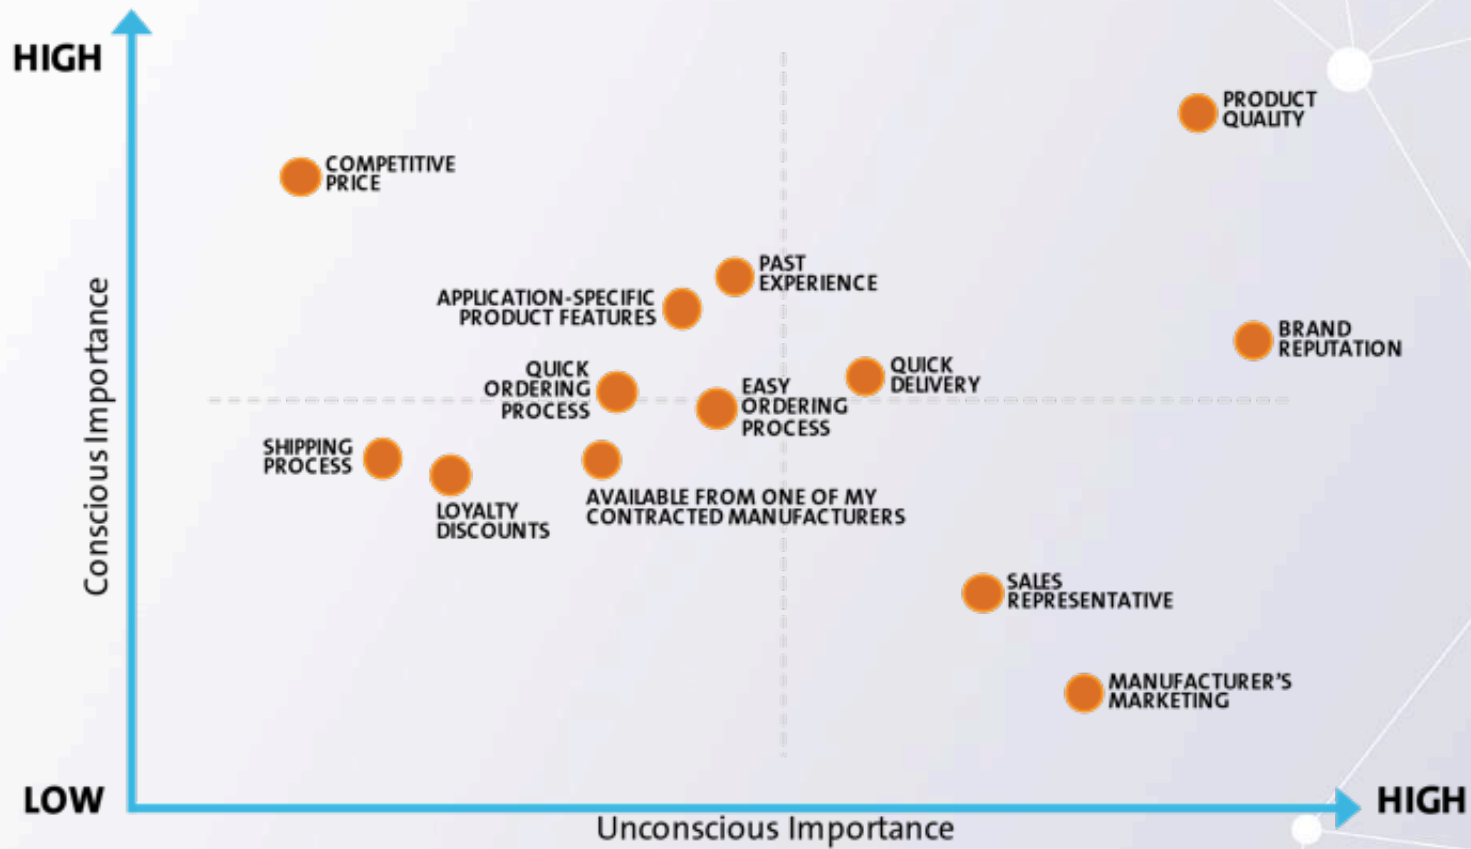 HIGH
PRODUCT
QUALITY
COMPETITIVE
PRICE
PAST
EXPERIENCE
APPLICATION-SPECIFIC
PRODUCT FEATURES
BRAND
REPUTATION
QUICK
DELIVERY
QUICK
ORDERING
PROCESS
EASY
ORDERING
PROCESS
SHIPPING
PROCESS
LOYALTY
DISCOUNTS
AVAILABLE FROM ONE OF MY
CONTRACTED MANUFACTURERS
SALES
REPRESENTATIVE
MANUFACTURER'S
MARKETING
Conscious Importance
LOW
HIGH
Unconscious Importance